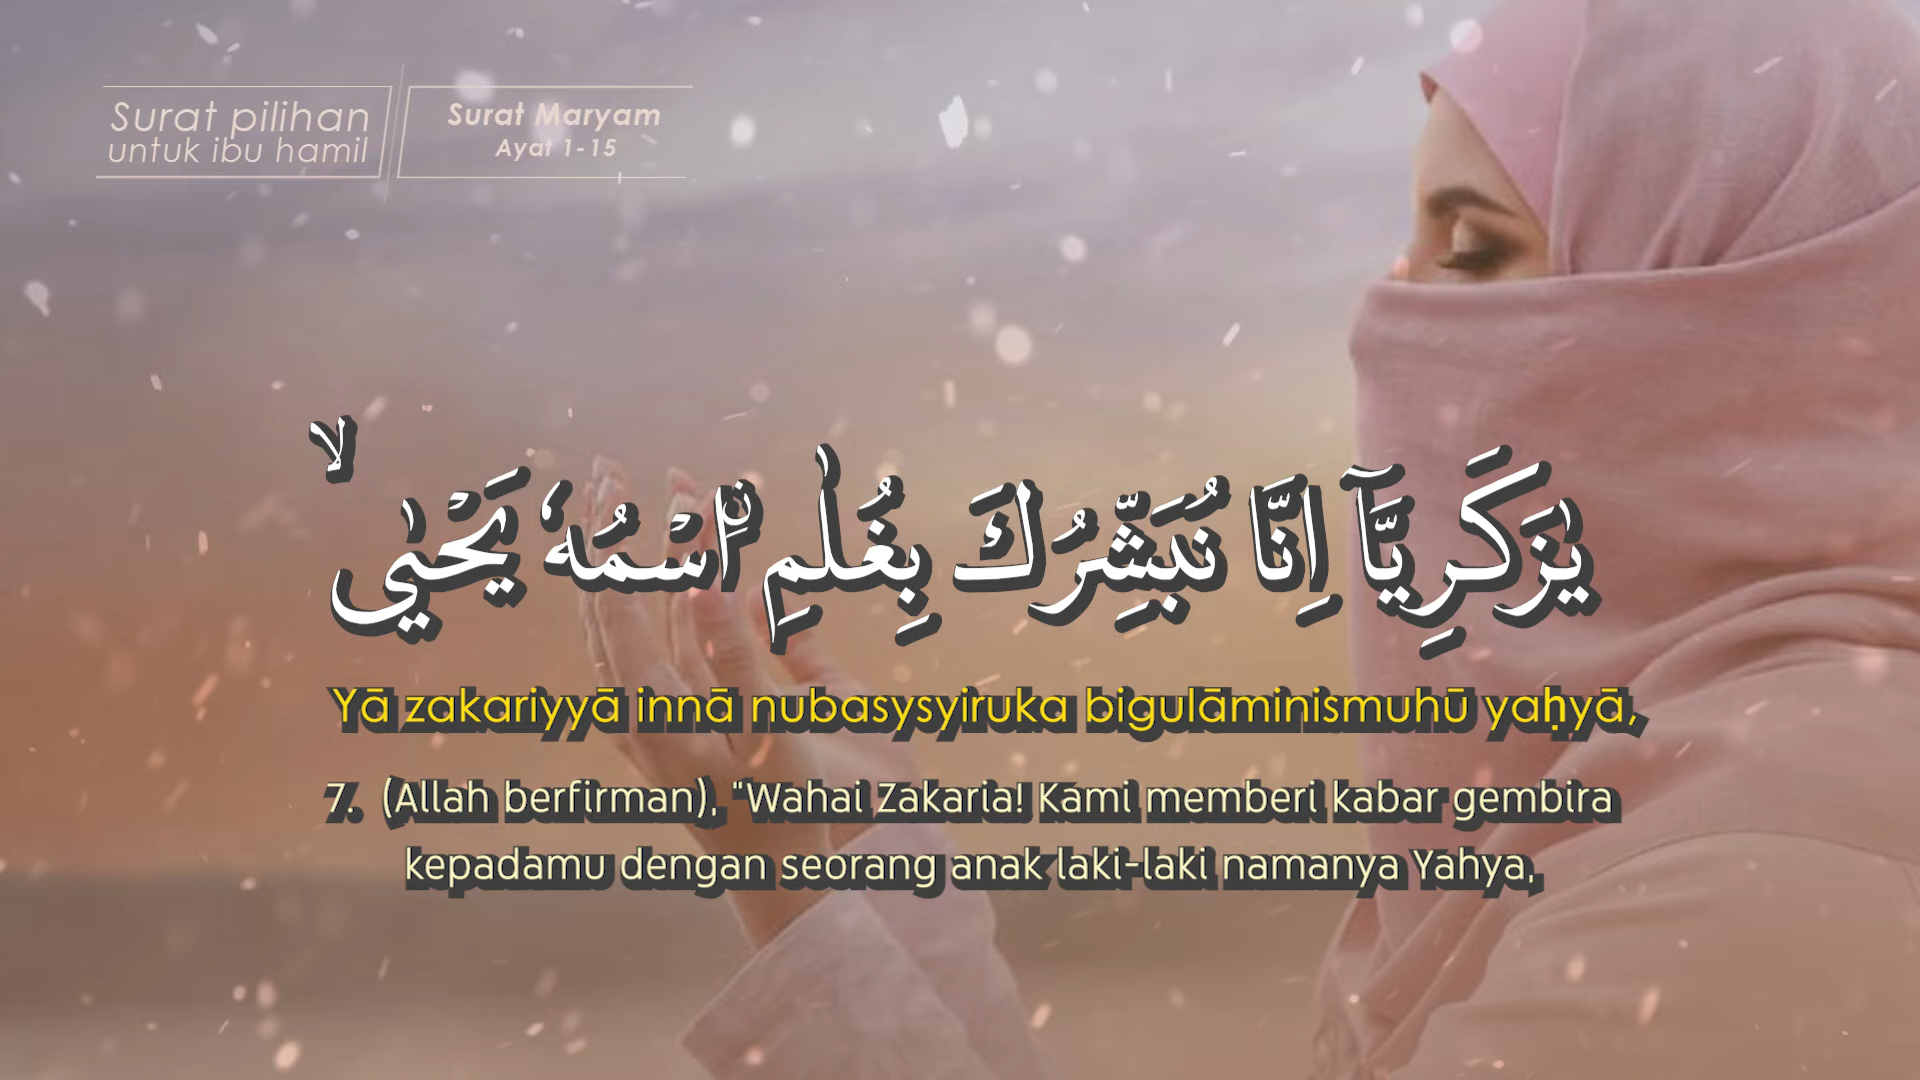 Surat pilihan
untuk ibu hamil
Surat Maryam
Ayat 1-15
يٰزَكَرِيَّآ اِنَّا نُبَشِّرُكَ بِغُلٰمِ ࣙاسْمُهٗ يَحْيٰىۙ
Yā zakariyyā innā nubasysyiruka bigulāminismuhū yaḥyā,
7. (Allah berfirman), "Wahai Zakaria! Kami memberi kabar gembira
kepadamu dengan seorang anak laki-laki namanya Yahya,